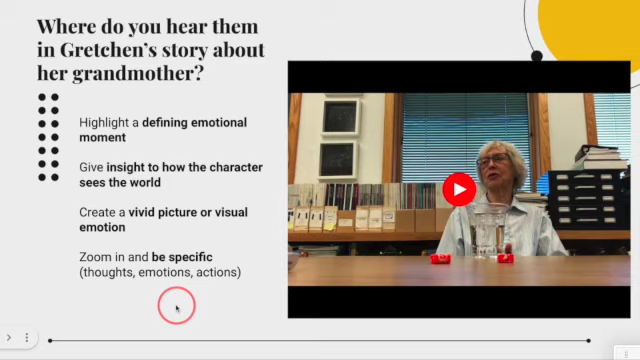 Where do you hear them
in Gretchen's story about
her grandmother?
Highlight a defining emotional
moment
Give insight to how the character
sees the world
Create a vivid picture or visual
emotion
Zoom in and be specific
(thoughts, emotions, actions)